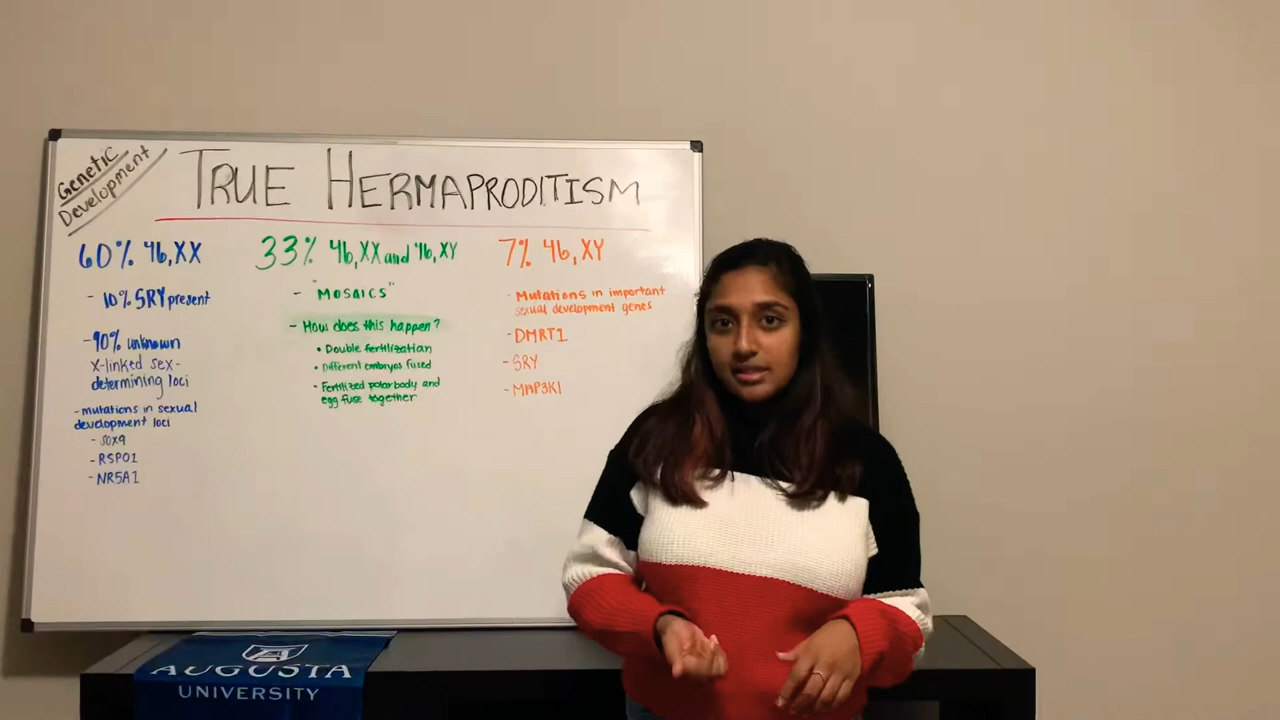 Genetic
Development
TRUE HERMAPRODITISM
60% 46,XX
- 10% SRY present
- 90% unknown
X-linked sex-
determining loci
- mutations in sexual
development loci
- SOX9
- RSPO1
- NR5A1
33% 46,XX and 46,XY
- "MOSAICS"
- How does this happen?
• Double fertilization
• Different embryos fused
• Fertilized polar body and
egg fuse together
7% 46,XY
- Mutations in important
sexual development genes
- DMRT1
- SRY
- MAP3K1
AUGUSTA
UNIVERSITY